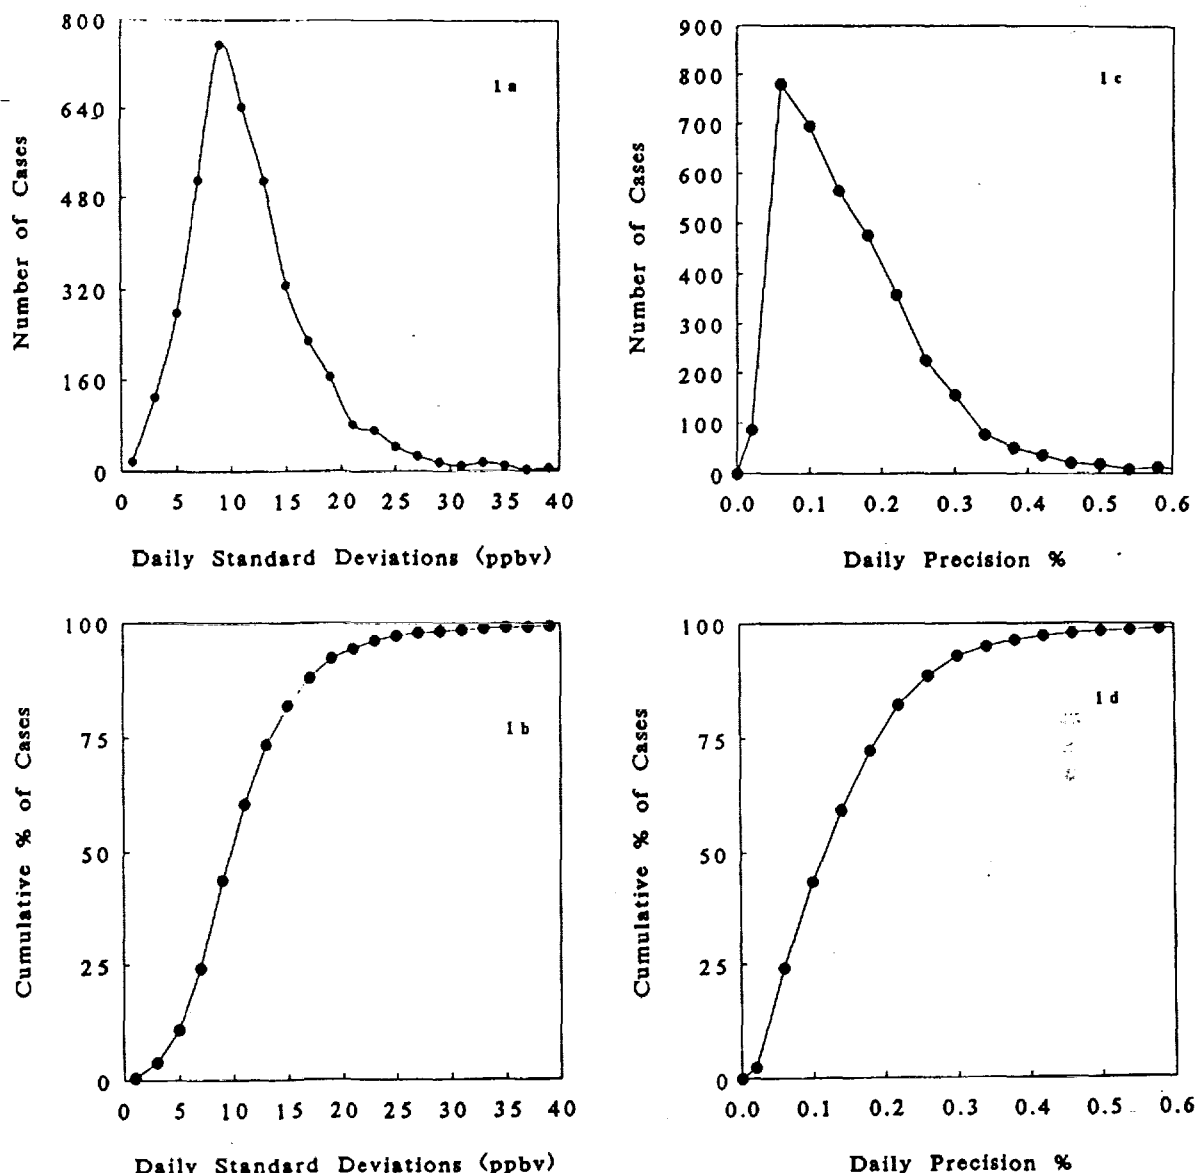 800
640
480
320
160
0
Number of Cases
1a
0 5 10 15 20 25 30 35 40
Daily Standard Deviations (ppbv)
900
800
700
600
500
400
300
200
100
0
Number of Cases
1c
0.0 0.1 0.2 0.3 0.4 0.5 0.6
Daily Precision %
100
75
50
25
0
Cumulative % of Cases
1b
0 5 10 15 20 25 30 35 40
Daily Standard Deviations (ppbv)
100
75
50
25
0
Cumulative % of Cases
1d
0.0 0.1 0.2 0.3 0.4 0.5 0.6
Daily Precision %